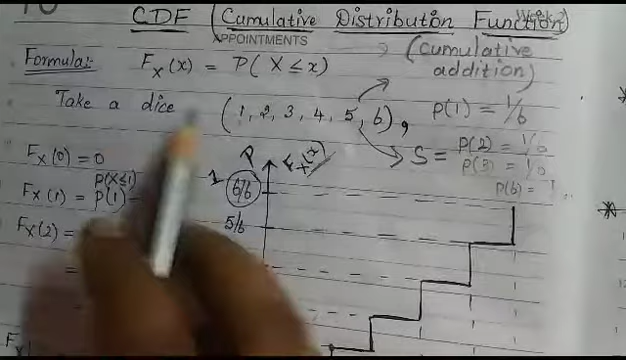 CDF (Cumulative Distributon Function)
APPOINTMENTS
(cumulative addition)
Formula:- Fx(x) = P(X ≤ x)
Take a dice (1, 2, 3, 4, 5, 6), P(1) = 1/6
S = P(2) = 1/6
P(3) = 1/6
P(6) =
Fx(0) = 0
P(X≤1)
Fx(1) = P(1) =
Fx(2) =
=
P Fx(x)
1 6/6
5/6